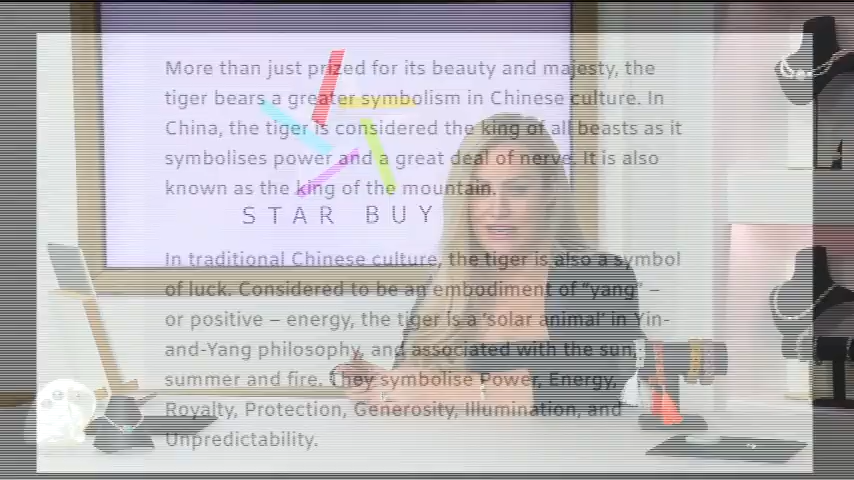 More than just prized for its beauty and majesty, the
tiger bears a greater symbolism in Chinese culture. In
China, the tiger is considered the king of all beasts as it
symbolises power and a great deal of nerve. It is also
known as the king of the mountain.
STAR BUY
In traditional Chinese culture, the tiger is also a symbol
of luck. Considered to be an embodiment of “yang” –
or positive – energy, the tiger is a ‘solar animal’ in Yin-
and-Yang philosophy, and associated with the sun,
summer and fire. They symbolise Power, Energy,
Royalty, Protection, Generosity, Illumination, and
Unpredictability.